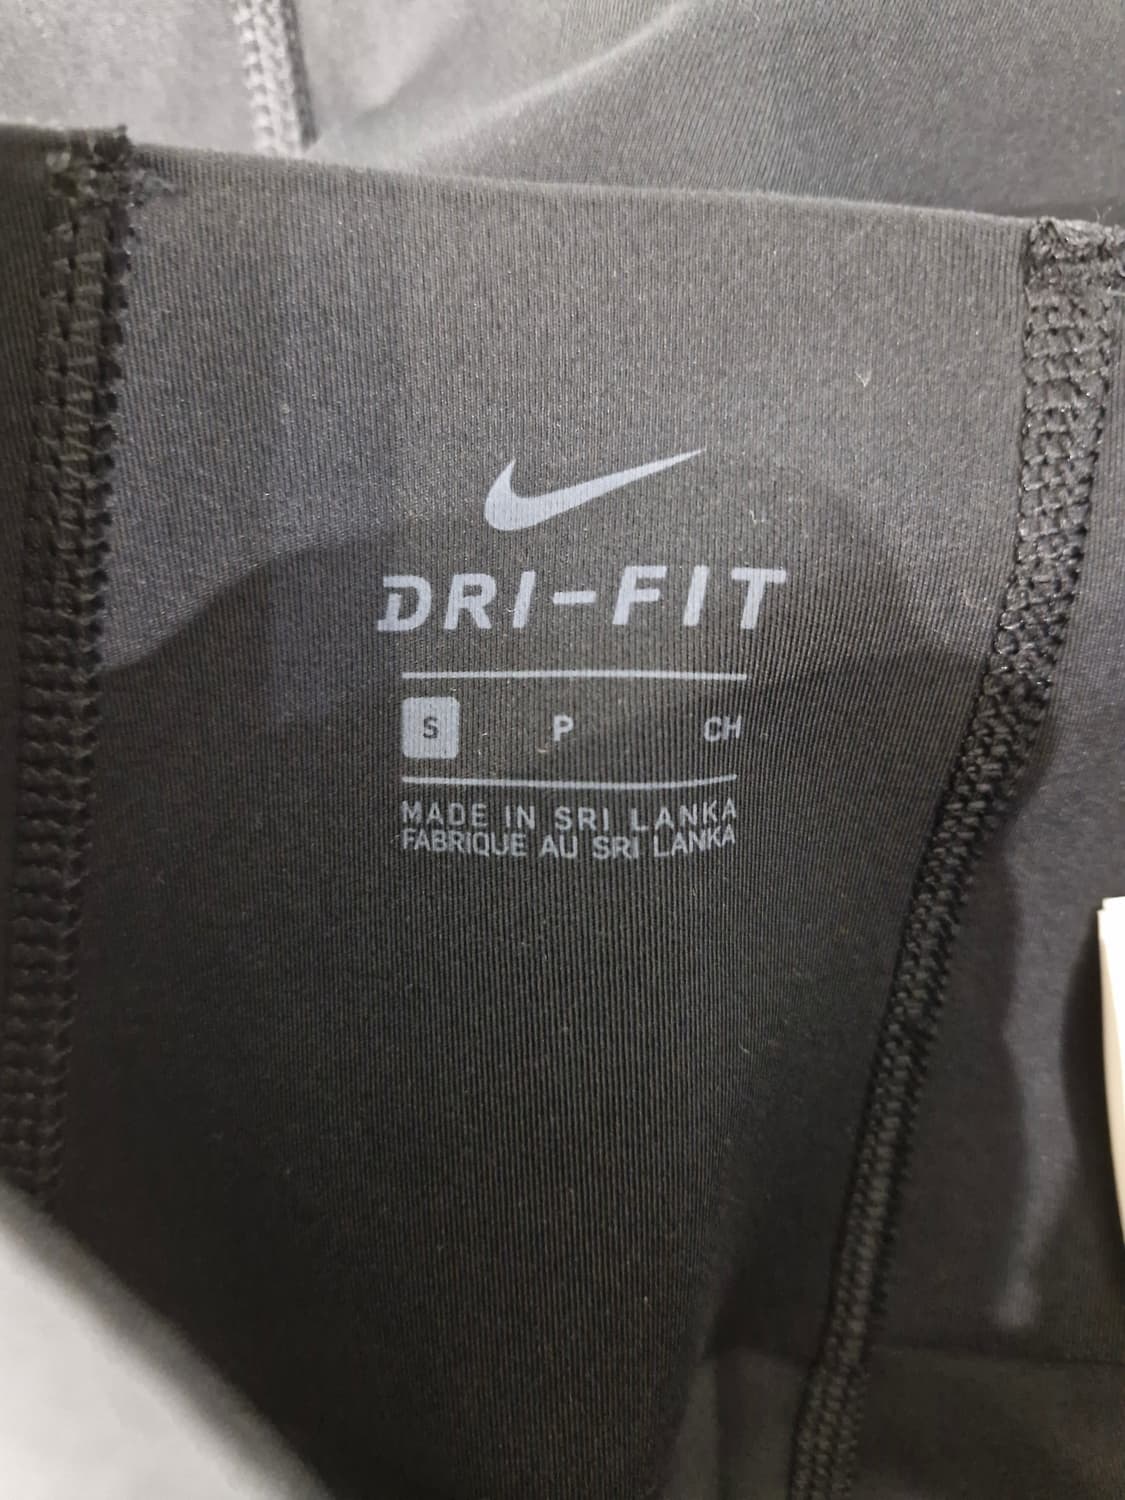 DRI-FIT
S P CH
MADE IN SRI LANKA
FABRIQUE AU SRI LANKA